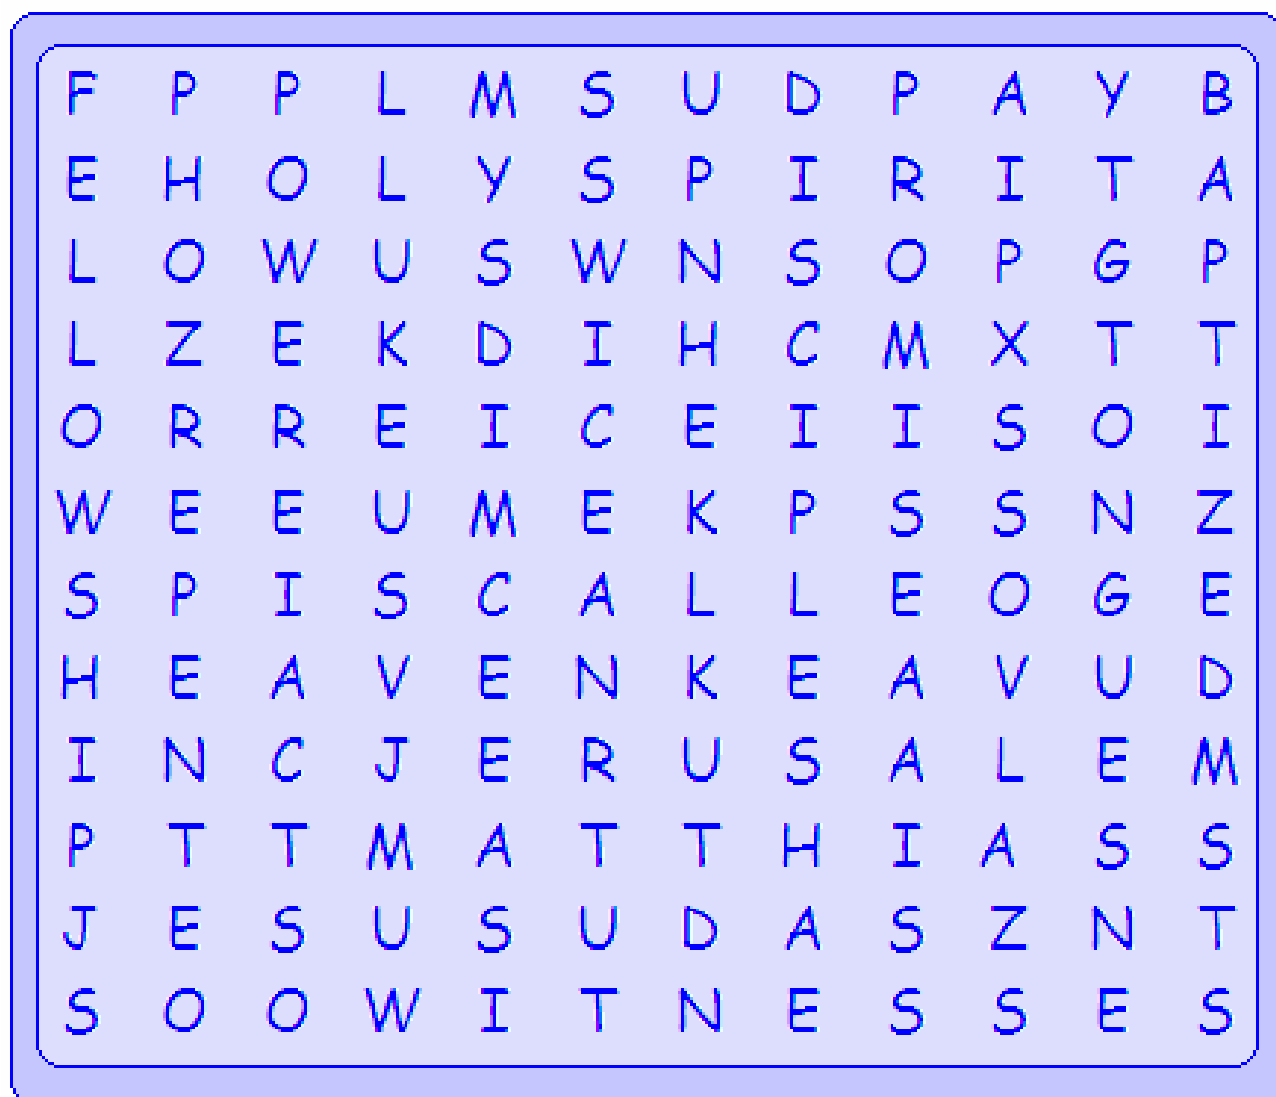 F P P L M S U D P A Y B
E H O L Y S P I R I T A
L O W U S W N S O P G P
L Z E K D I H C M X T T
O R R E I C E I I S O I
W E E U M E K P S S N Z
S P I S C A L L E O G E
H E A V E N K E A V U D
I N C J E R U S A L E M
P T T M A T T H I A S S
J E S U S U D A S Z N T
S O O W I T N E S S E S